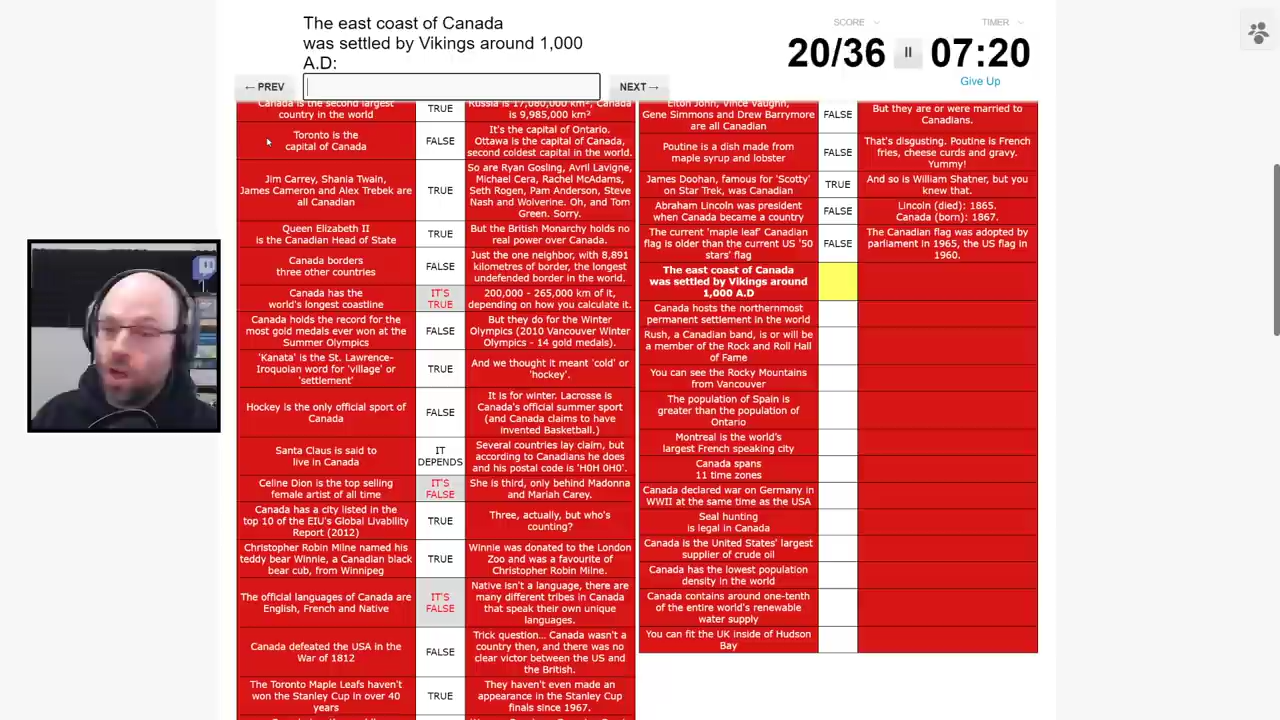 The east coast of Canada
was settled by Vikings around 1,000
A.D:
SCORE
TIMER
20/36
07:20
Give Up
← PREV
NEXT →
Canada is the second largest
country in the world
TRUE
Russia is 17,080,000 km², Canada
is 9,985,000 km²
Toronto is the
capital of Canada
FALSE
It's the capital of Ontario.
Ottawa is the capital of Canada,
second coldest capital in the world.
Jim Carrey, Shania Twain,
James Cameron and Alex Trebek are
all Canadian
TRUE
So are Ryan Gosling, Avril Lavigne,
Michael Cera, Rachel McAdams,
Seth Rogen, Pam Anderson, Steve
Nash and Wolverine. Oh, and Tom
Green. Sorry.
Queen Elizabeth II
is the Canadian Head of State
TRUE
But the British Monarchy holds no
real power over Canada.
Canada borders
three other countries
FALSE
Just the one neighbor, with 8,891
kilometres of border, the longest
undefended border in the world.
Canada has the
world's longest coastline
IT'S
TRUE
200,000 - 265,000 km of it,
depending on how you calculate it.
Canada holds the record for the
most gold medals ever won at the
Summer Olympics
FALSE
But they do for the Winter
Olympics (2010 Vancouver Winter
Olympics - 14 gold medals).
'Kanata' is the St. Lawrence-
Iroquoian word for 'village' or
'settlement'
TRUE
And we thought it meant 'cold' or
'hockey'.
Hockey is the only official sport of
Canada
FALSE
It is for winter. Lacrosse is
Canada's official summer sport
(and Canada claims to have
invented Basketball.)
Santa Claus is said to
live in Canada
IT
DEPENDS
Several countries lay claim, but
according to Canadians he does
and his postal code is 'H0H 0H0'.
Celine Dion is the top selling
female artist of all time
IT'S
FALSE
She is third, only behind Madonna
and Mariah Carey.
Canada has a city listed in the
top 10 of the EIU's Global Livability
Report (2012)
TRUE
Three, actually, but who's
counting?
Christopher Robin Milne named his
teddy bear Winnie, a Canadian black
bear cub, from Winnipeg
TRUE
Winnie was donated to the London
Zoo and was a favourite of
Christopher Robin Milne.
The official languages of Canada are
English, French and Native
IT'S
FALSE
Native isn't a language, there are
many different tribes in Canada
that speak their own unique
languages.
Canada defeated the USA in the
War of 1812
FALSE
Trick question... Canada wasn't a
country then, and there was no
clear victor between the US and
the British.
The Toronto Maple Leafs haven't
won the Stanley Cup in over 40
years
TRUE
They haven't even made an
appearance in the Stanley Cup
finals since 1967.
Elton John, Vince Vaughn,
Gene Simmons and Drew Barrymore
are all Canadian
FALSE
But they are or were married to
Canadians.
Poutine is a dish made from
maple syrup and lobster
FALSE
That's disgusting. Poutine is French
fries, cheese curds and gravy.
Yummy!
James Doohan, famous for 'Scotty'
on Star Trek, was Canadian
TRUE
And so is William Shatner, but you
knew that.
Abraham Lincoln was president
when Canada became a country
FALSE
Lincoln (died): 1865.
Canada (born): 1867.
The current 'maple leaf' Canadian
flag is older than the current US '50
stars' flag
FALSE
The Canadian flag was adopted by
parliament in 1965, the US flag in
1960.
The east coast of Canada
was settled by Vikings around
1,000 A.D
Canada hosts the northernmost
permanent settlement in the world
Rush, a Canadian band, is or will be
a member of the Rock and Roll Hall
of Fame
You can see the Rocky Mountains
from Vancouver
The population of Spain is
greater than the population of
Ontario
Montreal is the world's
largest French speaking city
Canada spans
11 time zones
Canada declared war on Germany in
WWII at the same time as the USA
Seal hunting
is legal in Canada
Canada is the United States' largest
supplier of crude oil
Canada has the lowest population
density in the world
Canada contains around one-tenth
of the entire world's renewable
water supply
You can fit the UK inside of Hudson
Bay